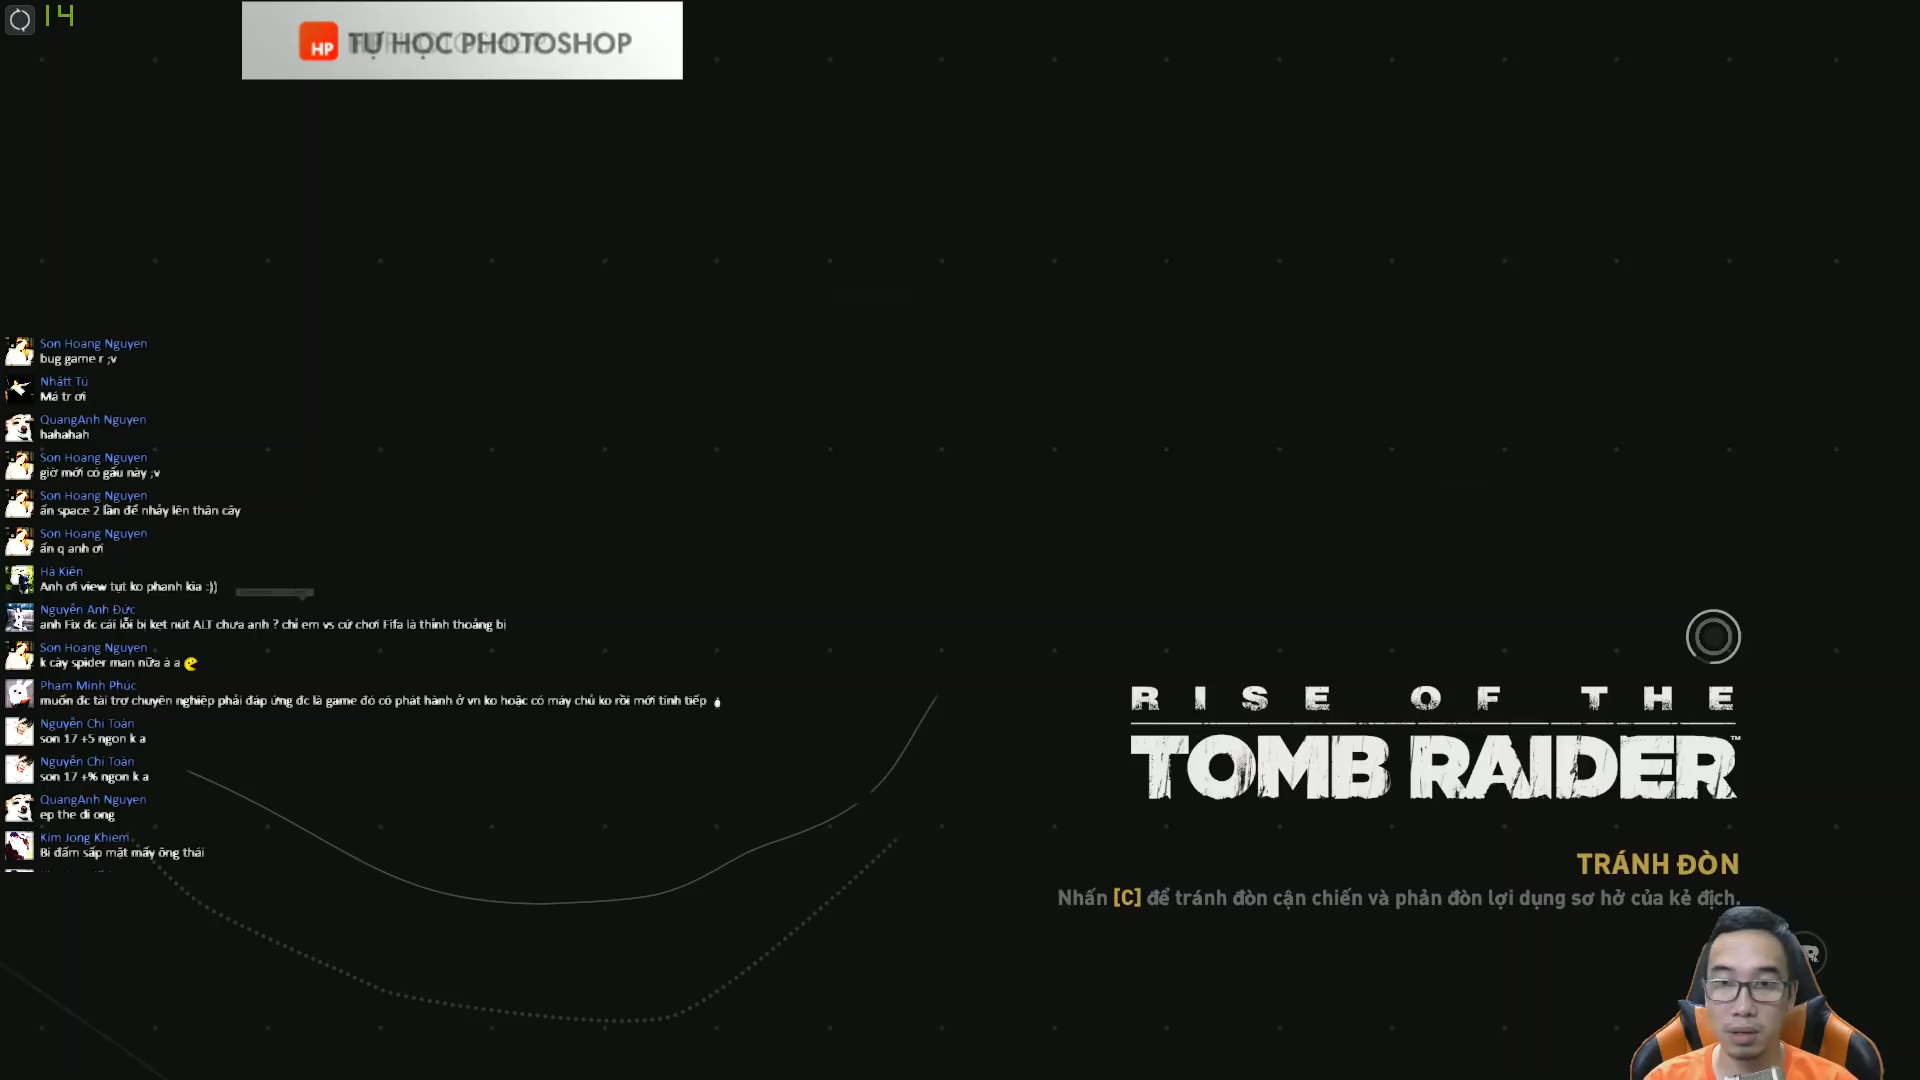 14
HP TỰ HỌC PHOTOSHOP
Son Hoang Nguyen
bug game r ;v
Nhâtt Tú
Má tr ơi
QuangAnh Nguyen
hahahah
Son Hoang Nguyen
giờ mới có gấu này ;v
Son Hoang Nguyen
ấn space 2 lần để nhảy lên thân cây
Son Hoang Nguyen
ấn q anh ơi
Hà Kiên
Anh ơi view tụt ko phanh kìa :))
Nguyễn Anh Đức
anh Fix đc cái lỗi bị kẹt nút ALT chưa anh ? chị em vs cứ chơi Fifa là thỉnh thoảng bị
Son Hoang Nguyen
k cày spider man nữa à a
Phạm Minh Phúc
muốn đc tài trợ chuyên nghiệp phải đáp ứng đc là game đó có phát hành ở vn ko hoặc có máy chủ ko rồi mới tính tiếp
Nguyễn Chí Toàn
son 17 +5 ngon k a
Nguyễn Chí Toàn
son 17 +% ngon k a
QuangAnh Nguyen
ep the di ong
Kim Jong Khiem
Bị đấm sấp mặt mấy ông thái
RISE OF THE
TOMB RAIDER™
TRÁNH ĐÒN
Nhấn [C] để tránh đòn cận chiến và phản đòn lợi dụng sơ hở của kẻ địch.